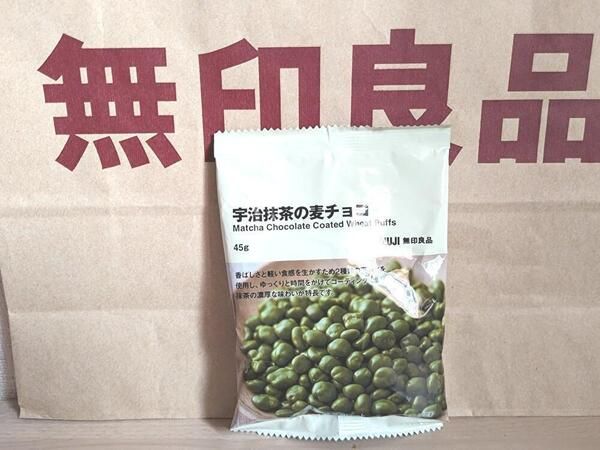 無印良品
宇治抹茶の麦チョコ
Matcha Chocolate Coated Wheat Puffs
45g
MUJI 無印良品
香ばしさと軽い食感を生かすため2種
使用し、ゆっくりと時間をかけてコーティング
抹茶の濃厚な味わいが特長です。